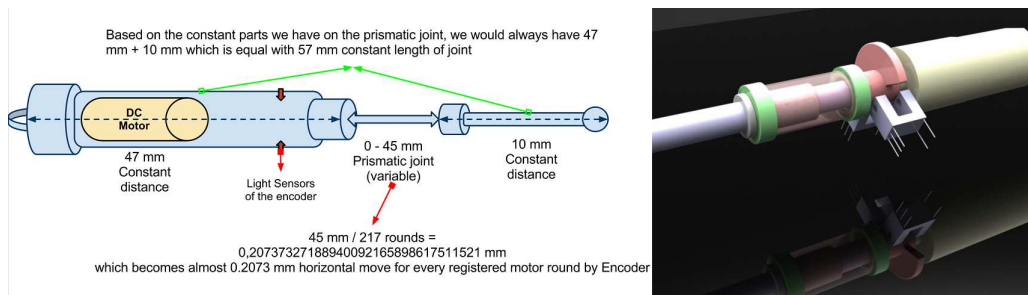 Based on the constant parts we have on the prismatic joint, we would always have 47
mm + 10 mm which is equal with 57 mm constant length of joint
DC
Motor
47 mm
Constant
distance
Light Sensors
of the encoder
0 - 45 mm
Prismatic joint
(variable)
10 mm
Constant
distance
45 mm / 217 rounds =
0,20737327188940092165898617511521 mm
which becomes almost 0.2073 mm horizontal move for every registered motor round by Encoder